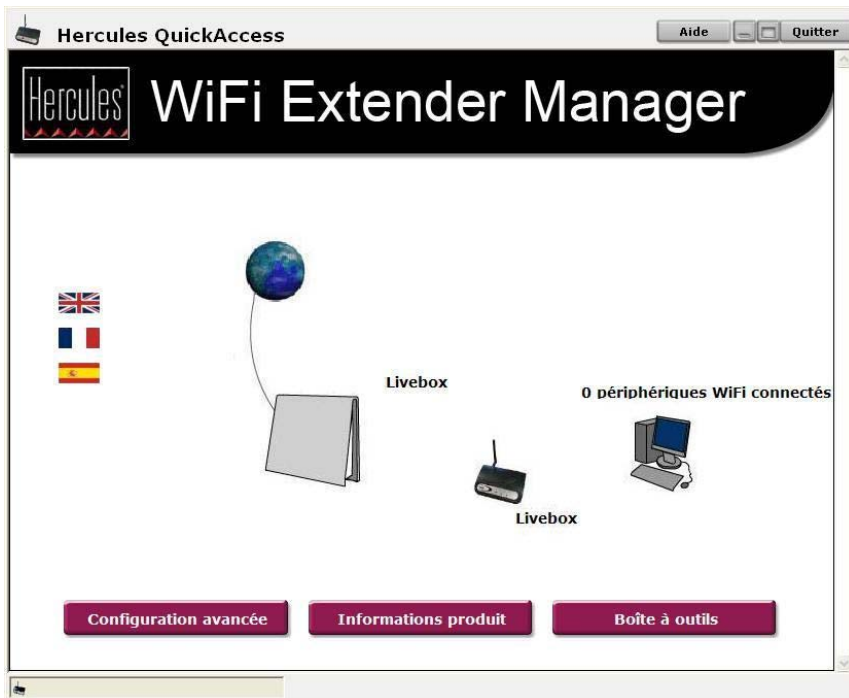 Hercules QuickAccess
Aide
Quitter
Hercules
WiFi Extender Manager
Livebox
0 périphériques WiFi connectés
Livebox
Configuration avancée
Informations produit
Boîte à outils